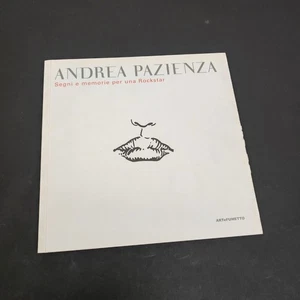 ANDREA PAZIENZA
Segni e memorie per una Rockstar